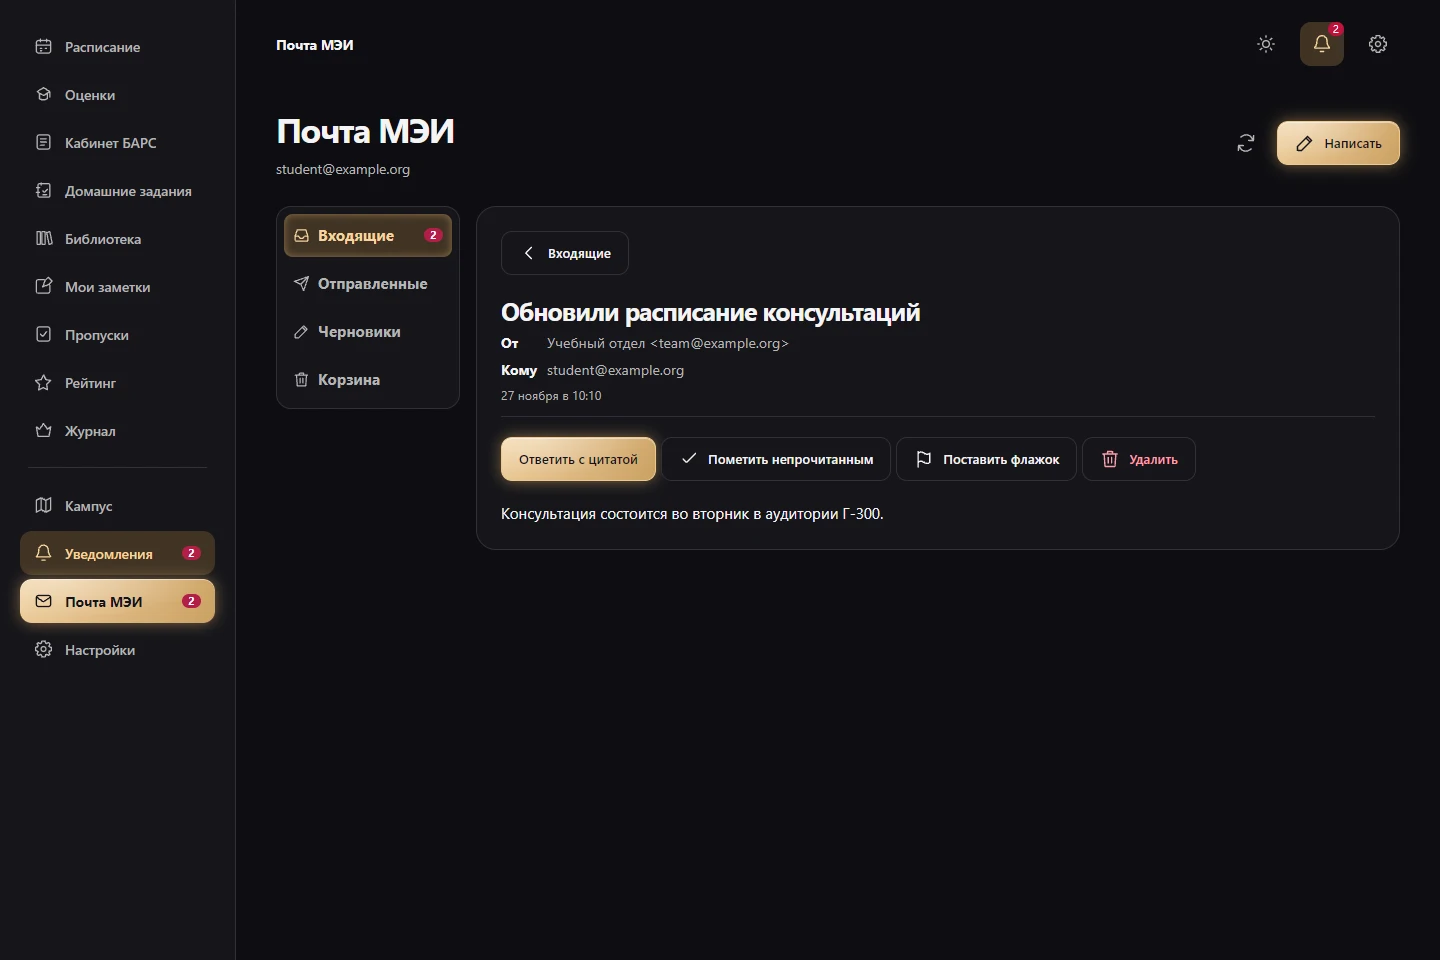 Расписание
Оценки
Кабинет БАРС
Домашние задания
Библиотека
Мои заметки
Пропуски
Рейтинг
Журнал
Кампус
Уведомления 2
Почта МЭИ 2
Настройки
Почта МЭИ
2
Почта МЭИ
student@example.org
Написать
Входящие 2
Отправленные
Черновики
Корзина
Входящие
Обновили расписание консультаций
От Учебный отдел <team@example.org>
Кому student@example.org
27 ноября в 10:10
Ответить с цитатой Пометить непрочитанным Поставить флажок Удалить
Консультация состоится во вторник в аудитории Г-300.